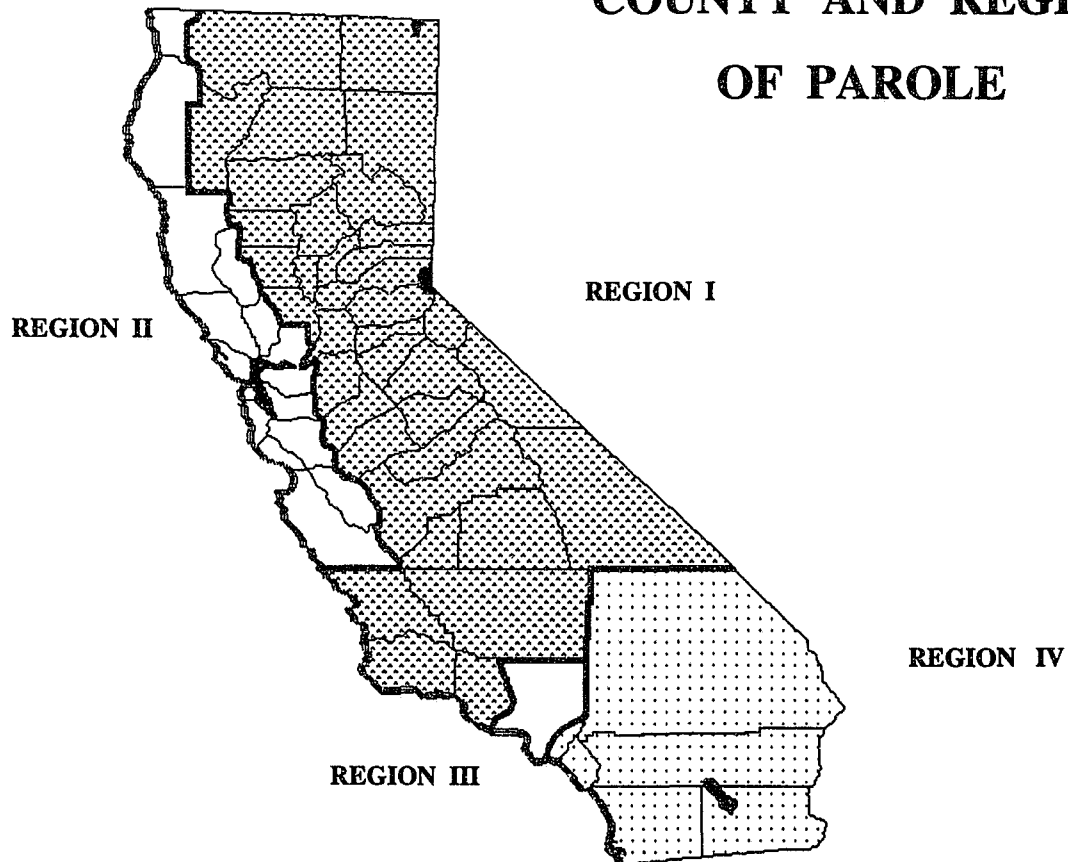 COUNTY AND REGI
OF PAROLE
REGION I
REGION II
REGION IV
REGION III